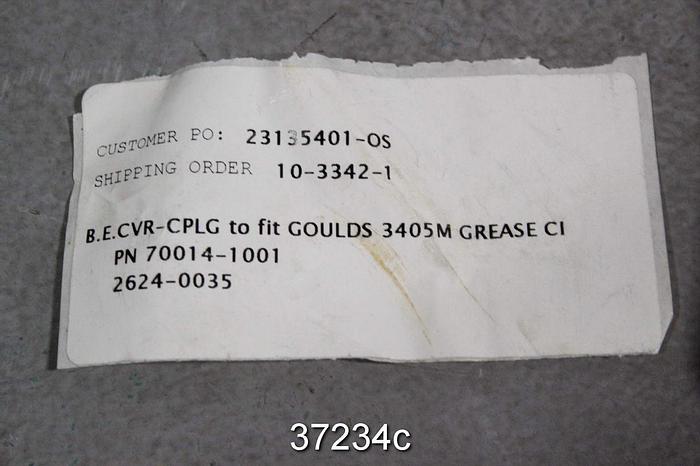 CUSTOMER PO: 23135401-OS
SHIPPING ORDER 10-3342-1
B.E.CVR-CPLG to fit GOULDS 3405M GREASE CI
PN 70014-1001
2624-0035
37234c